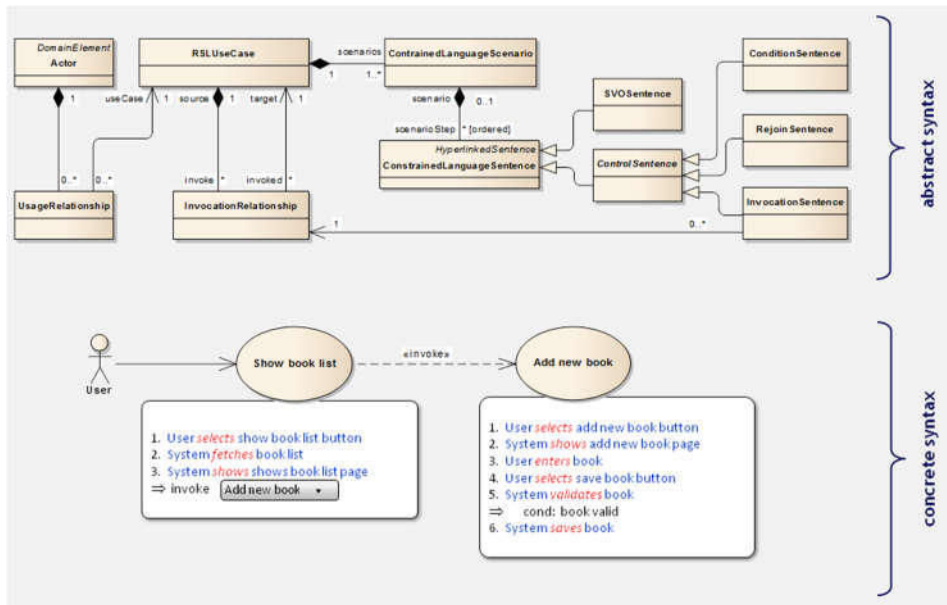 DomainElement
Actor
RSLUseCase
scenarios
ContrainedLanguageScenario
ConditionSentence
1
useCase
1
source
1
target
1
1
1..*
scenario
0..1
SVOSentence
scenarioStep
* {ordered}
HyperlinkedSentence
ConstrainedLanguageSentence
ControlSentence
RejoinSentence
0..*
0..*
invoke
*
invoked
*
UsageRelationship
InvocationRelationship
InvocationSentence
1
0..*
abstract syntax
User
Show book list
«invoke»
Add new book
1. User selects show book list button
2. System fetches book list
3. System shows shows book list page
⇒ invoke Add new book
1. User selects add new book button
2. System shows add new book page
3. User enters book
4. User selects save book button
5. System validates book
⇒ cond: book valid
6. System saves book
concrete syntax